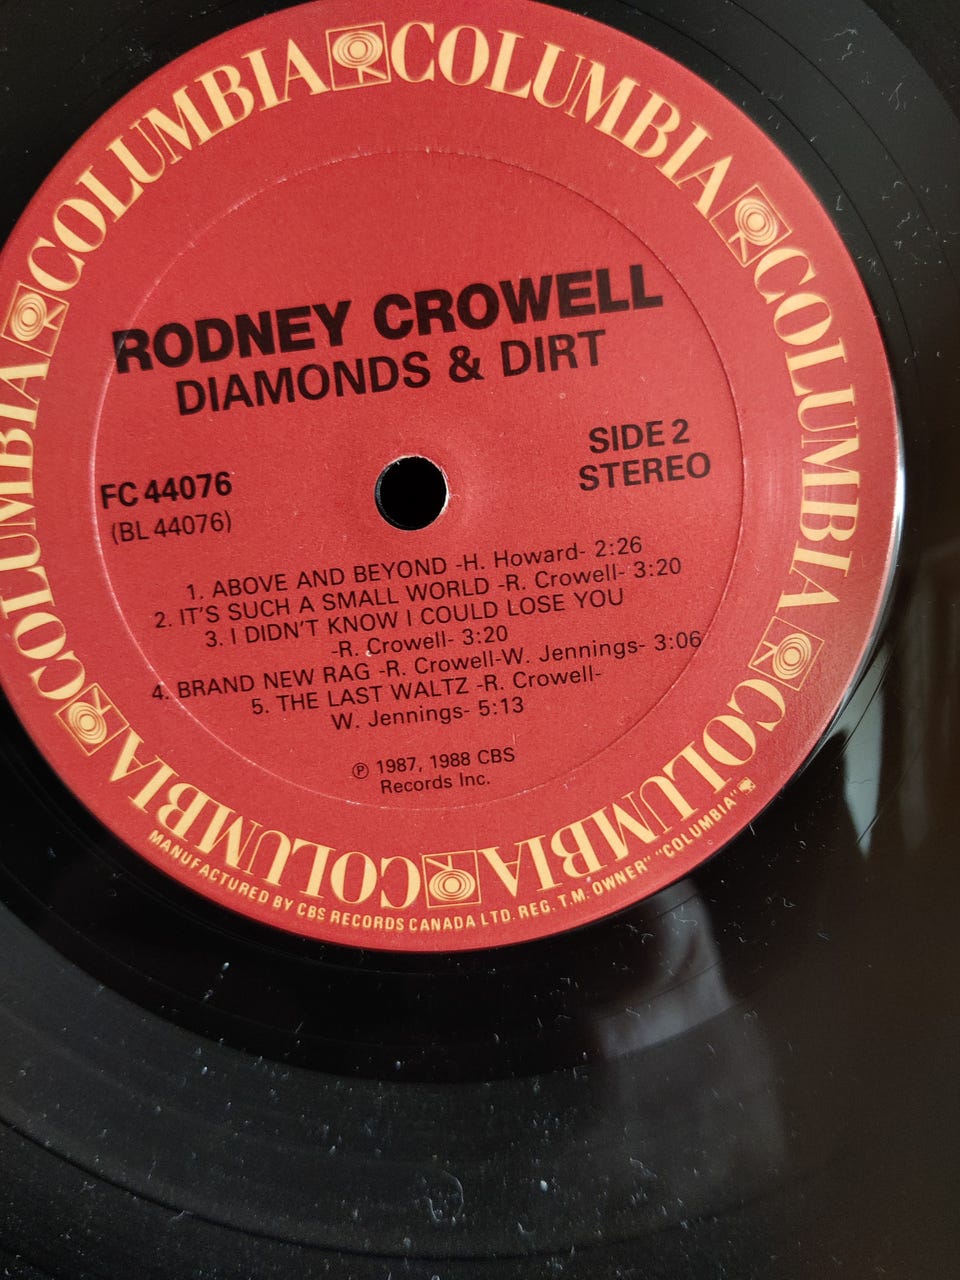 COLUMBIA COLUMBIA COLUMBIA COLUMBIA COLUMBIA COLUMBIA COLUMBIA COLUMBIA
RODNEY CROWELL
DIAMONDS & DIRT
SIDE 2
STEREO
FC 44076
(BL 44076)
1. ABOVE AND BEYOND -H. Howard- 2:26
2. IT'S SUCH A SMALL WORLD -R. Crowell- 3:20
3. I DIDN'T KNOW I COULD LOSE YOU
-R. Crowell- 3:20
4. BRAND NEW RAG -R. Crowell-W. Jennings- 3:06
5. THE LAST WALTZ -R. Crowell-
W. Jennings- 5:13
℗ 1987, 1988 CBS
Records Inc.
MANUFACTURED BY CBS RECORDS CANADA LTD. REG. T.M. OWNER" "COLUMBIA"